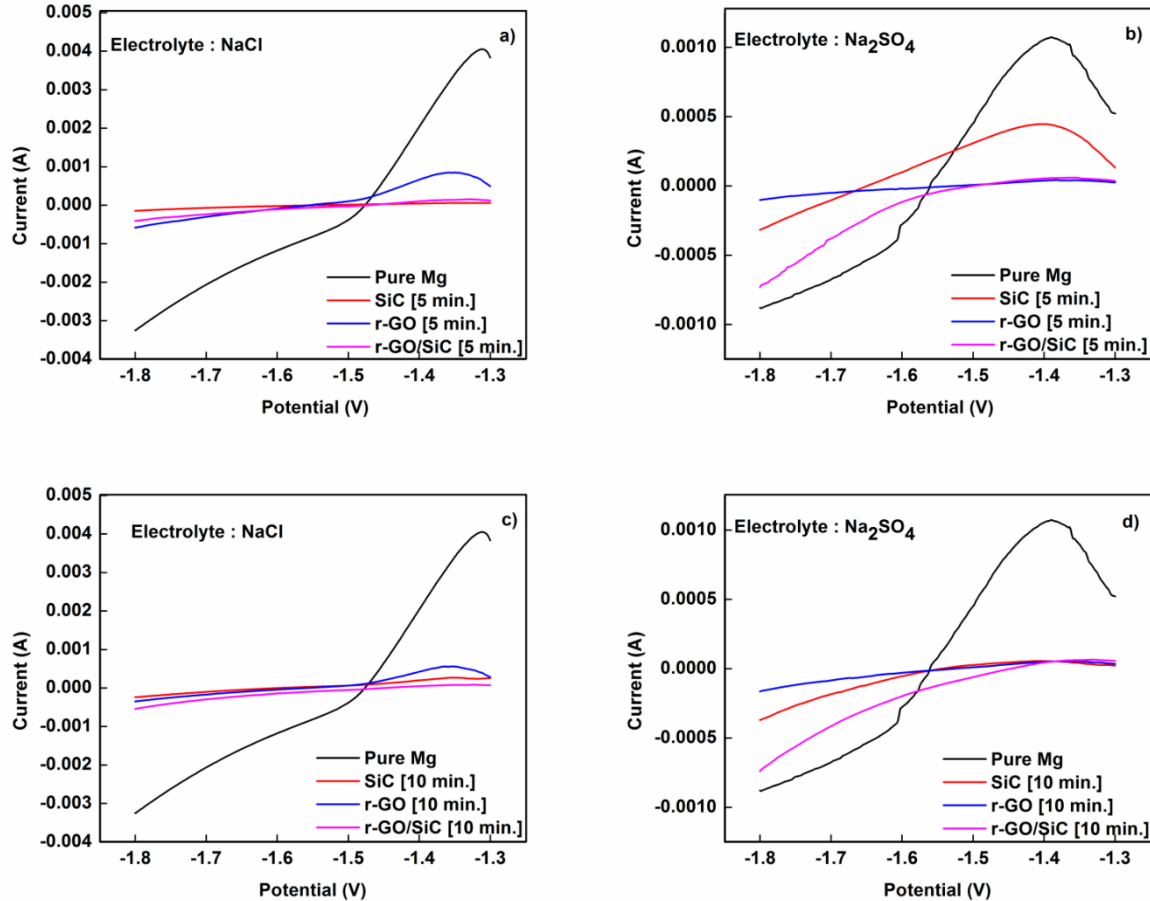 Electrolyte : NaCl
a)
0.005
0.004
0.003
0.002
0.001
0.000
-0.001
-0.002
-0.003
-0.004
Current (A)
Pure Mg
SiC [5 min.]
r-GO [5 min.]
r-GO/SiC [5 min.]
-1.8 -1.7 -1.6 -1.5 -1.4 -1.3
Potential (V)
Electrolyte : Na2SO4
b)
0.0010
0.0005
0.0000
-0.0005
-0.0010
Current (A)
Pure Mg
SiC [5 min.]
r-GO [5 min.]
r-GO/SiC [5 min.]
-1.8 -1.7 -1.6 -1.5 -1.4 -1.3
Potential (V)
Electrolyte : NaCl
c)
0.005
0.004
0.003
0.002
0.001
0.000
-0.001
-0.002
-0.003
-0.004
Current (A)
Pure Mg
SiC [10 min.]
r-GO [10 min.]
r-GO/SiC [10 min.]
-1.8 -1.7 -1.6 -1.5 -1.4 -1.3
Potential (V)
Electrolyte : Na2SO4
d)
0.0010
0.0005
0.0000
-0.0005
-0.0010
Current (A)
Pure Mg
SiC [10 min.]
r-GO [10 min.]
r-GO/SiC [10 min.]
-1.8 -1.7 -1.6 -1.5 -1.4 -1.3
Potential (V)